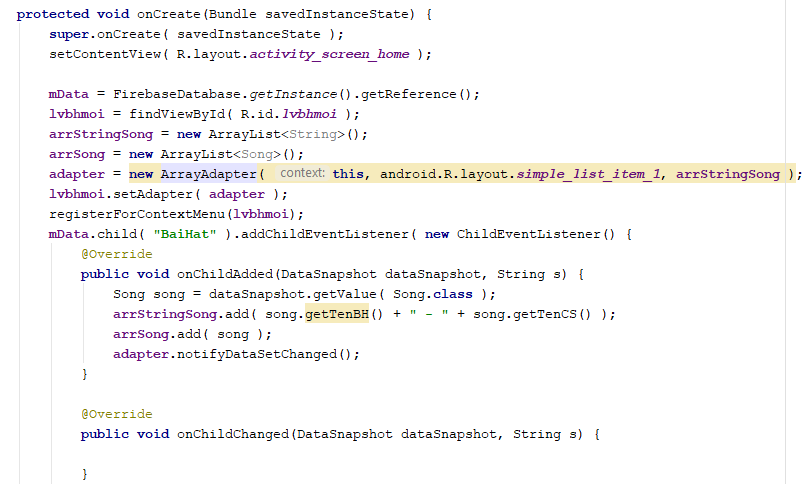 protected void onCreate(Bundle savedInstanceState) {
super.onCreate( savedInstanceState );
setContentView( R.layout.activity_screen_home );
mData = FirebaseDatabase.getInstance().getReference();
lvbhmoi = findViewById( R.id.lvbhmoi );
arrStringSong = new ArrayList<String>();
arrSong = new ArrayList<Song>();
adapter = new ArrayAdapter( context: this, android.R.layout.simple_list_item_1, arrStringSong );
lvbhmoi.setAdapter( adapter );
registerForContextMenu(lvbhmoi);
mData.child( "BaiHat" ).addChildEventListener( new ChildEventListener() {
@Override
public void onChildAdded(DataSnapshot dataSnapshot, String s) {
Song song = dataSnapshot.getValue( Song.class );
arrStringSong.add( song.getTenBH() + " - " + song.getTenCS() );
arrSong.add( song );
adapter.notifyDataSetChanged();
}
@Override
public void onChildChanged(DataSnapshot dataSnapshot, String s) {
}